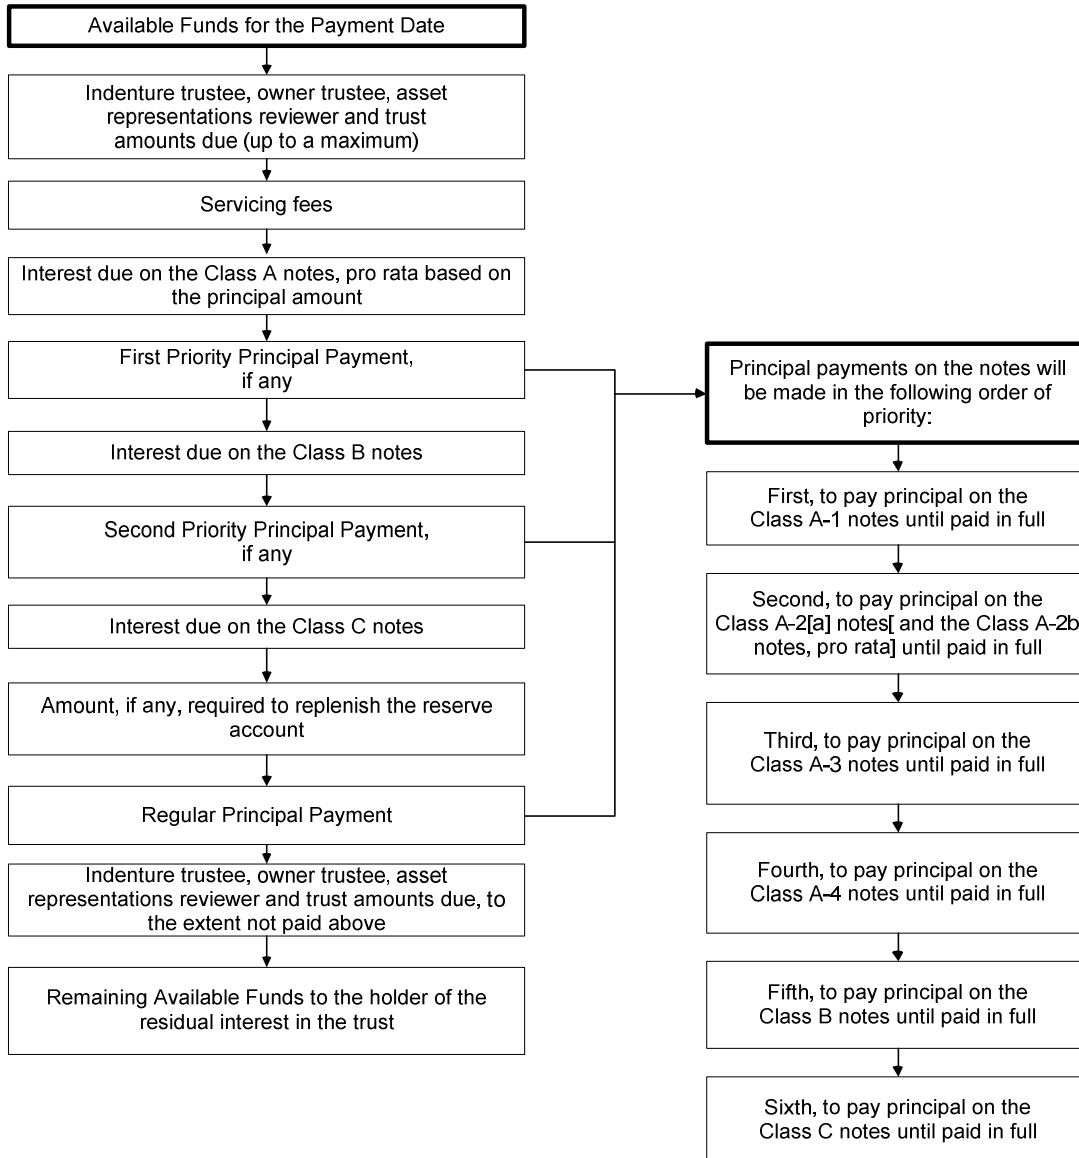 Available Funds for the Payment Date
Indenture trustee, owner trustee, asset
representations reviewer and trust
amounts due (up to a maximum)
Servicing fees
Interest due on the Class A notes, pro rata based on
the principal amount
First Priority Principal Payment,
if any
Interest due on the Class B notes
Second Priority Principal Payment,
if any
Interest due on the Class C notes
Amount, if any, required to replenish the reserve
account
Regular Principal Payment
Indenture trustee, owner trustee, asset
representations reviewer and trust amounts due, to
the extent not paid above
Remaining Available Funds to the holder of the
residual interest in the trust
Principal payments on the notes will
be made in the following order of
priority:
First, to pay principal on the
Class A-1 notes until paid in full
Second, to pay principal on the
Class A-2[a] notes[ and the Class A-2b
notes, pro rata] until paid in full
Third, to pay principal on the
Class A-3 notes until paid in full
Fourth, to pay principal on the
Class A-4 notes until paid in full
Fifth, to pay principal on the
Class B notes until paid in full
Sixth, to pay principal on the
Class C notes until paid in full